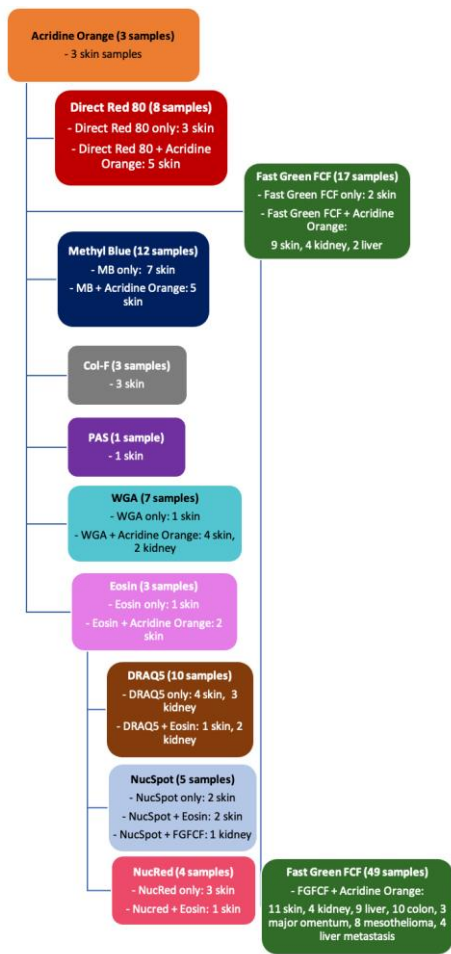 Acridine Orange (3 samples)
- 3 skin samples
Direct Red 80 (8 samples)
- Direct Red 80 only: 3 skin
- Direct Red 80 + Acridine
Orange: 5 skin
Fast Green FCF (17 samples)
- Fast Green FCF only: 2 skin
- Fast Green FCF + Acridine
Orange:
9 skin, 4 kidney, 2 liver
Methyl Blue (12 samples)
- MB only: 7 skin
- MB + Acridine Orange: 5
skin
Col-F (3 samples)
- 3 skin
PAS (1 sample)
- 1 skin
WGA (7 samples)
- WGA only: 1 skin
- WGA + Acridine Orange: 4 skin,
2 kidney
Eosin (3 samples)
- Eosin only: 1 skin
- Eosin + Acridine Orange: 2
skin
DRAQ5 (10 samples)
- DRAQ5 only: 4 skin, 3
kidney
- DRAQ5 + Eosin: 1 skin, 2
kidney
NucSpot (5 samples)
- NucSpot only: 2 skin
- NucSpot + Eosin: 2 skin
- NucSpot + FGFCF: 1 kidney
NucRed (4 samples)
- NucRed only: 3 skin
- Nucred + Eosin: 1 skin
Fast Green FCF (49 samples)
- FGFCF + Acridine Orange:
11 skin, 4 kidney, 9 liver, 10 colon, 3
major omentum, 8 mesothelioma, 4
liver metastasis